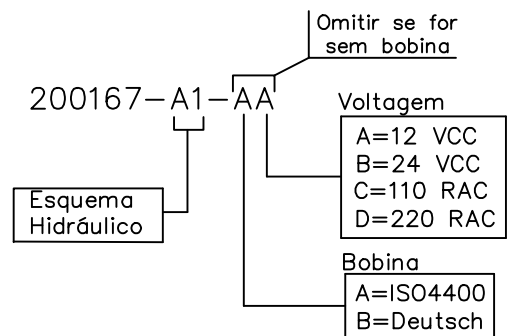 Omitir se for
sem bobina
200167-A1-AA
Voltagem
A=12 VCC
B=24 VCC
C=110 RAC
D=220 RAC
Esquema
Hidráulico
Bobina
A=ISO4400
B=Deutsch